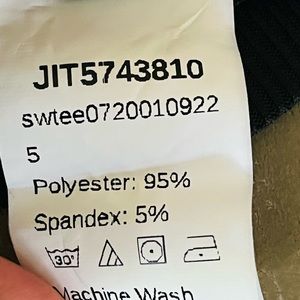 JIT5743810
swtee0720010922
5
Polyester: 95%
Spandex: 5%
30°
Machine Wash